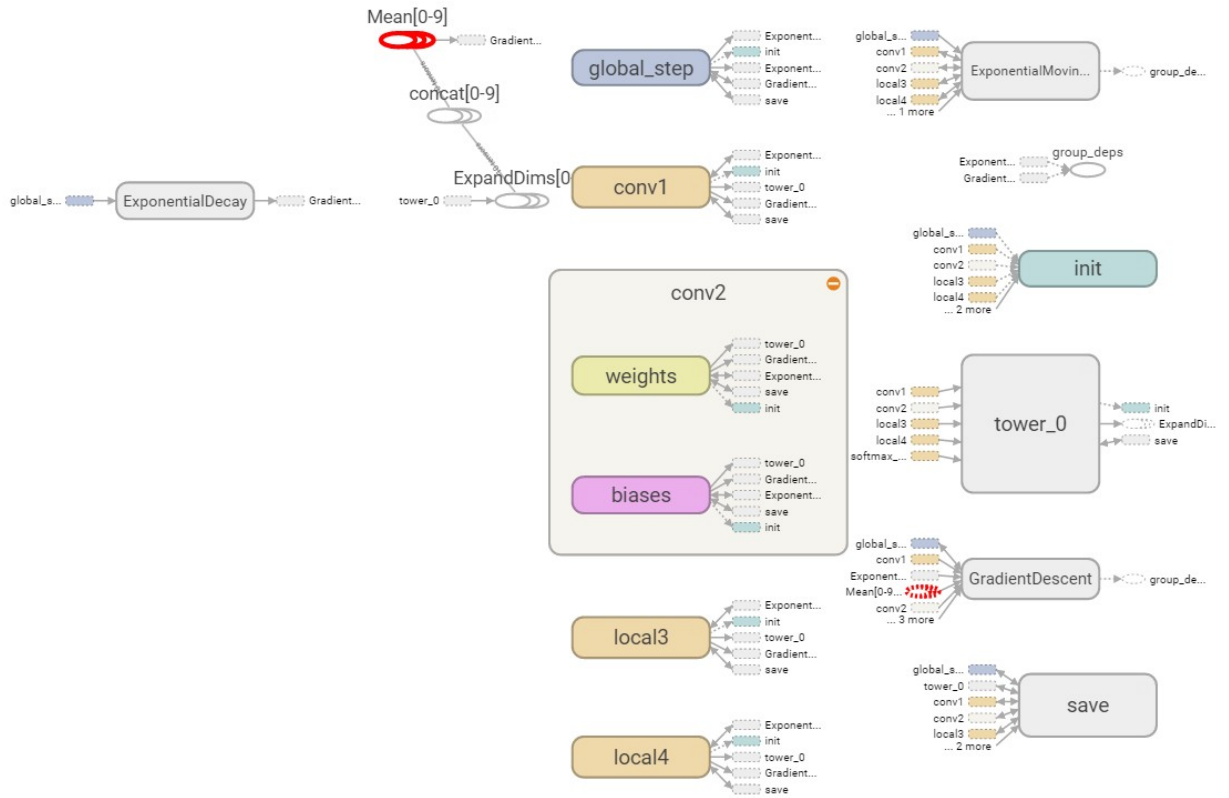 Mean[0-9]
Gradient...
concat[0-9]
ExpandDims[0
tower_0
global_s...
ExponentialDecay
Gradient...
global_step
Exponent...
init
Exponent...
Gradient...
save
conv1
Exponent...
init
tower_0
Gradient...
save
conv2
weights
tower_0
Gradient...
Exponent...
save
init
biases
tower_0
Gradient...
Exponent...
save
init
local3
Exponent...
init
tower_0
Gradient...
save
local4
Exponent...
init
tower_0
Gradient...
save
global_s...
conv1
conv2
local3
local4
... 1 more
ExponentialMovin...
group_de...
group_deps
Exponent...
Gradient...
global_s...
conv1
conv2
local3
local4
... 2 more
init
conv1
conv2
local3
local4
softmax_...
tower_0
init
ExpandDi...
save
global_s...
conv1
Exponent...
Mean[0-9...
conv2
... 3 more
GradientDescent
group_de...
global_s...
tower_0
conv1
conv2
local3
... 2 more
save